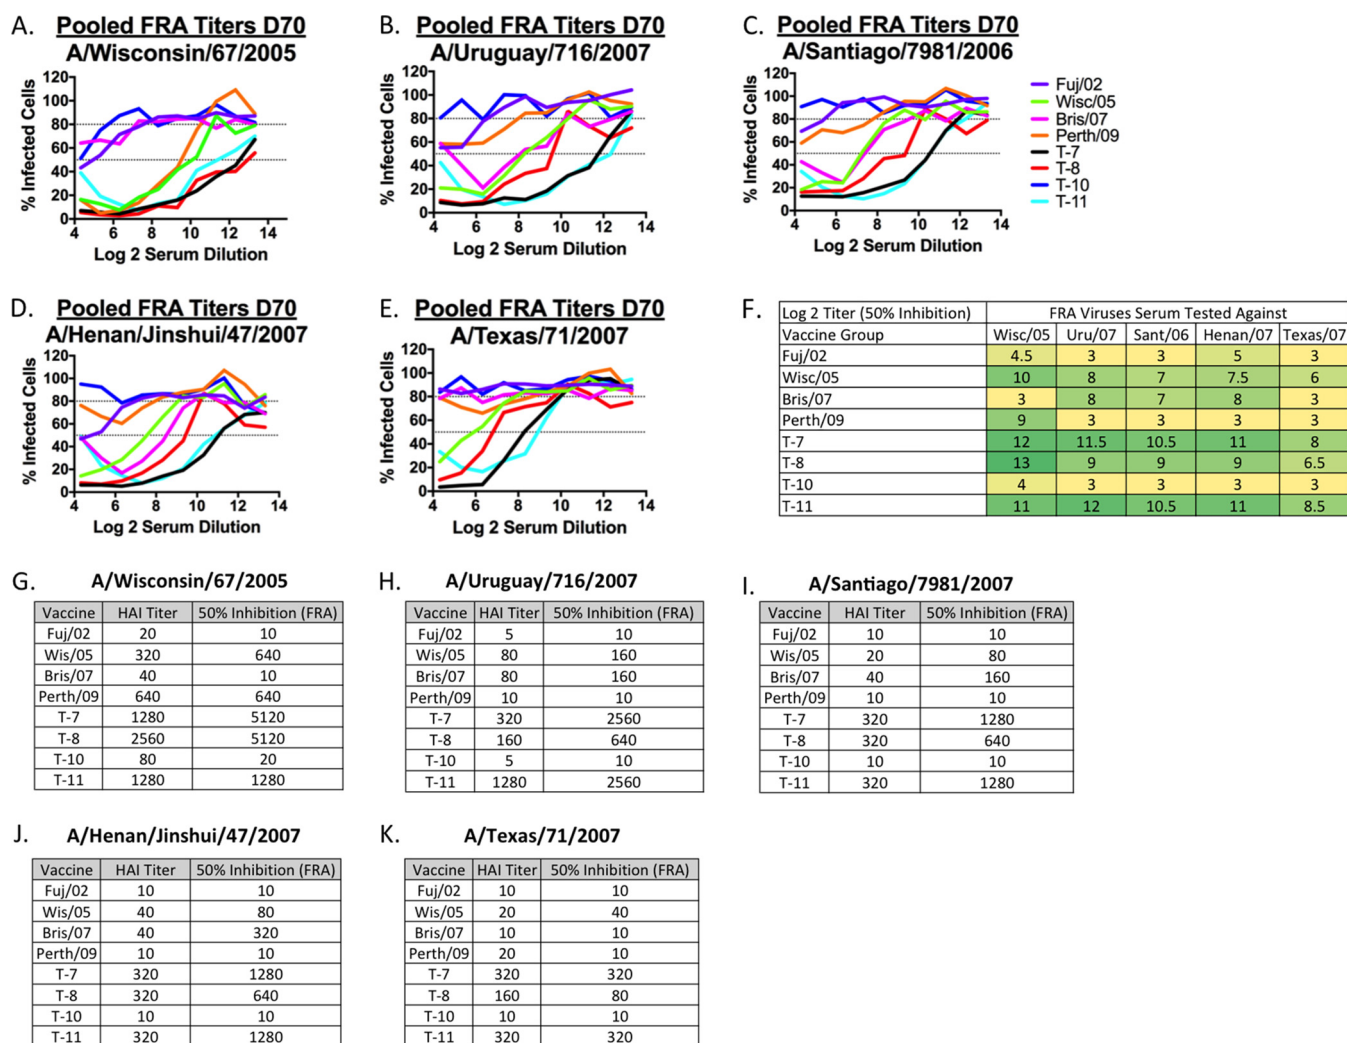 A. Pooled FRA Titers D70
A/Wisconsin/67/2005
% Infected Cells
120
100
80
60
40
20
0
4 6 8 10 12 14
Log 2 Serum Dilution
B. Pooled FRA Titers D70
A/Uruguay/716/2007
% Infected Cells
120
100
80
60
40
20
0
4 6 8 10 12 14
Log 2 Serum Dilution
C. Pooled FRA Titers D70
A/Santiago/7981/2006
% Infected Cells
120
100
80
60
40
20
0
4 6 8 10 12 14
Log 2 Serum Dilution
Fuj/02
Wisc/05
Bris/07
Perth/09
T-7
T-8
T-10
T-11
D. Pooled FRA Titers D70
A/Henan/Jinshui/47/2007
% Infected Cells
120
100
80
60
40
20
0
4 6 8 10 12 14
Log 2 Serum Dilution
E. Pooled FRA Titers D70
A/Texas/71/2007
% Infected Cells
120
100
80
60
40
20
0
4 6 8 10 12 14
Log 2 Serum Dilution
F. Log 2 Titer (50% Inhibition) FRA Viruses Serum Tested Against
Vaccine Group Wisc/05 Uru/07 Sant/06 Henan/07 Texas/07
Fuj/02 4.5 3 3 5 3
Wisc/05 10 8 7 7.5 6
Bris/07 3 8 7 8 3
Perth/09 9 3 3 3 3
T-7 12 11.5 10.5 11 8
T-8 13 9 9 9 6.5
T-10 4 3 3 3 3
T-11 11 12 10.5 11 8.5
G. A/Wisconsin/67/2005
Vaccine HAI Titer 50% Inhibition (FRA)
Fuj/02 20 10
Wis/05 320 640
Bris/07 40 10
Perth/09 640 640
T-7 1280 5120
T-8 2560 5120
T-10 80 20
T-11 1280 1280
H. A/Uruguay/716/2007
Vaccine HAI Titer 50% Inhibition (FRA)
Fuj/02 5 10
Wis/05 80 160
Bris/07 80 160
Perth/09 10 10
T-7 320 2560
T-8 160 640
T-10 5 10
T-11 1280 2560
I. A/Santiago/7981/2007
Vaccine HAI Titer 50% Inhibition (FRA)
Fuj/02 10 10
Wis/05 20 80
Bris/07 40 160
Perth/09 10 10
T-7 320 1280
T-8 320 640
T-10 10 10
T-11 320 1280
J. A/Henan/Jinshui/47/2007
Vaccine HAI Titer 50% Inhibition (FRA)
Fuj/02 10 10
Wis/05 40 80
Bris/07 40 320
Perth/09 10 10
T-7 320 1280
T-8 320 640
T-10 10 10
T-11 320 1280
K. A/Texas/71/2007
Vaccine HAI Titer 50% Inhibition (FRA)
Fuj/02 10 10
Wis/05 20 40
Bris/07 10 10
Perth/09 20 10
T-7 320 320
T-8 160 80
T-10 10 10
T-11 320 320